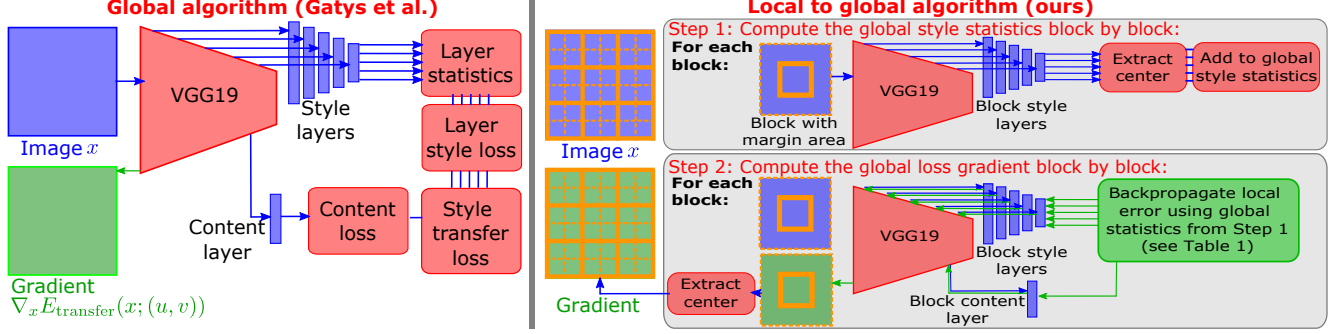 Global algorithm (Gatys et al.)
VGG19
Style
layers
Layer
statistics
Layer
style loss
Image x
Content
layer
Content
loss
Style
transfer
loss
Gradient
∇ₓE_transfer(x; (u, v))
Local to global algorithm (ours)
Step 1: Compute the global style statistics block by block:
For each
block:
Block with
margin area
VGG19
Block style
layers
Extract
center
Add to global
style statistics
Image x
Step 2: Compute the global loss gradient block by block:
For each
block:
VGG19
Block style
layers
Backpropagate local
error using global
statistics from Step 1
(see Table 1)
Block content
layer
Extract
center
Gradient